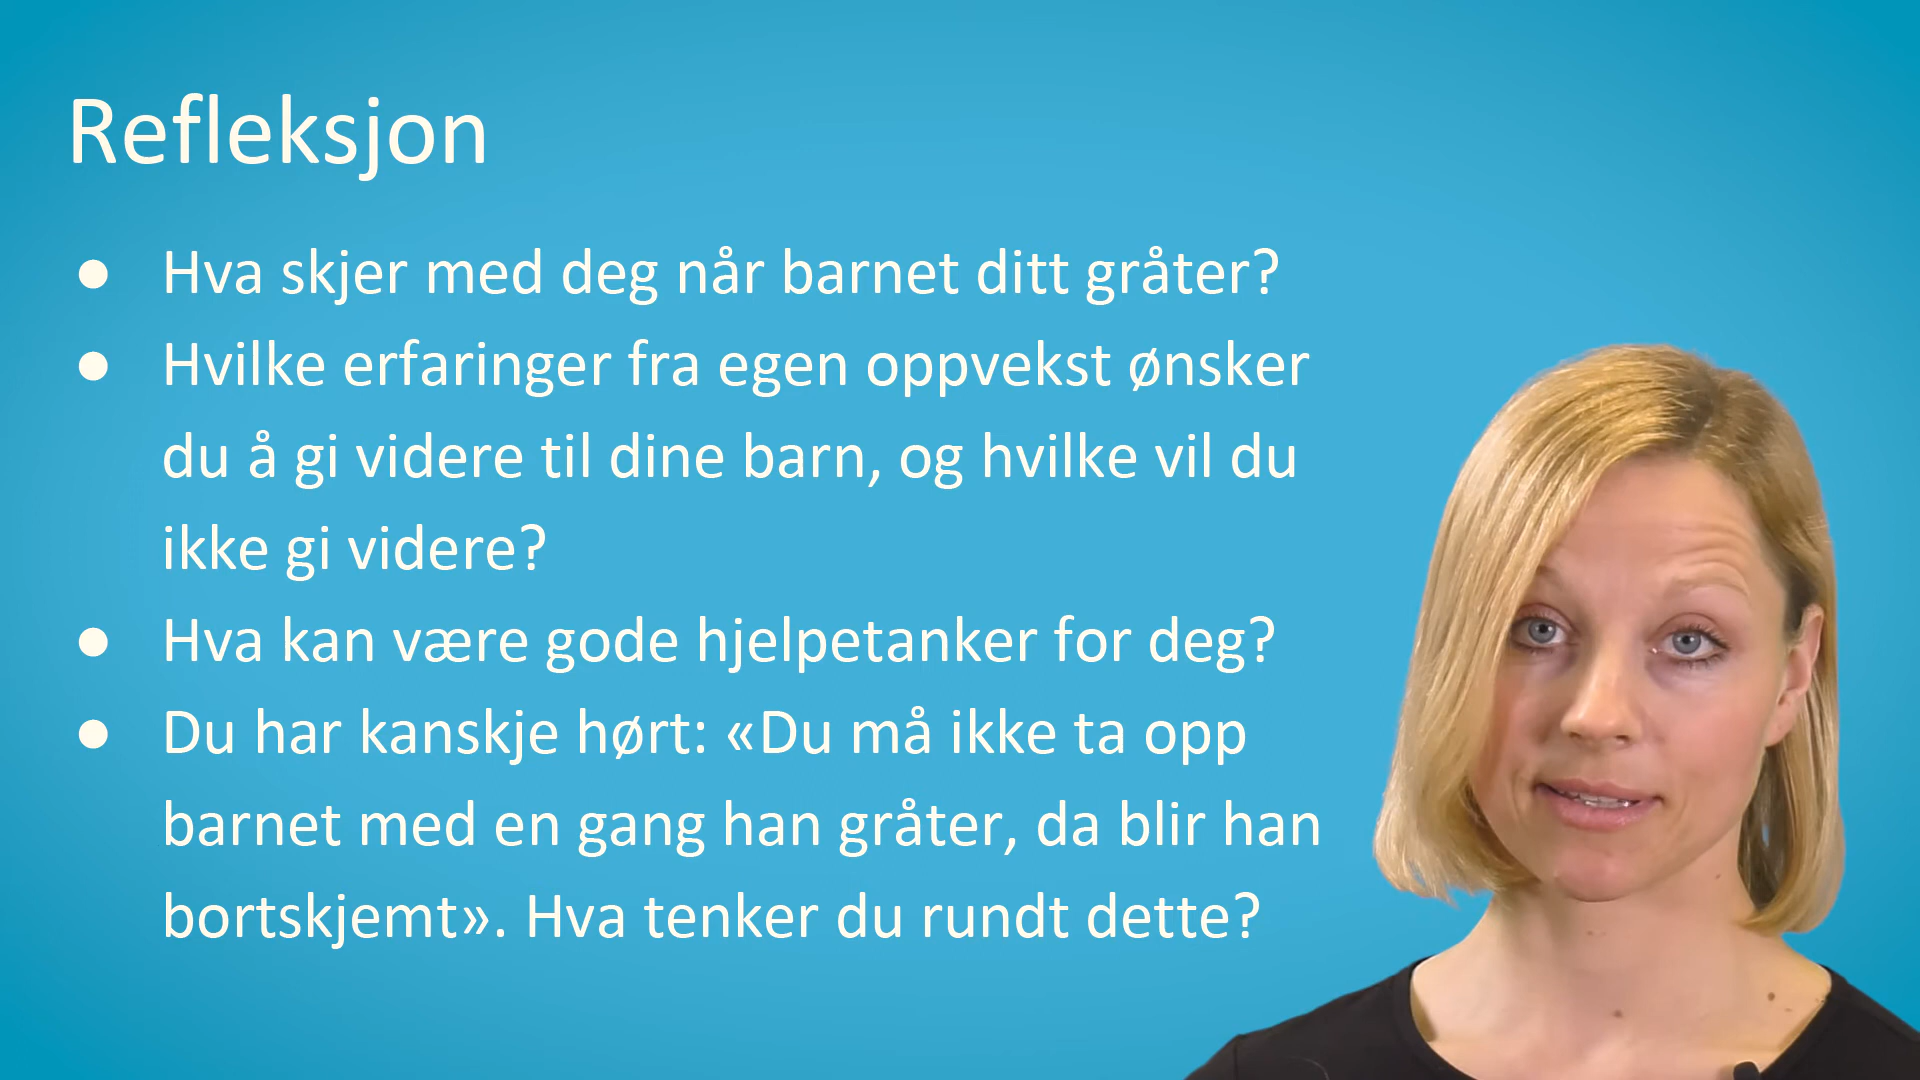 Refleksjon
● Hva skjer med deg når barnet ditt gråter?
● Hvilke erfaringer fra egen oppvekst ønsker
du å gi videre til dine barn, og hvilke vil du
ikke gi videre?
● Hva kan være gode hjelpetanker for deg?
● Du har kanskje hørt: «Du må ikke ta opp
barnet med en gang han gråter, da blir han
bortskjemt». Hva tenker du rundt dette?